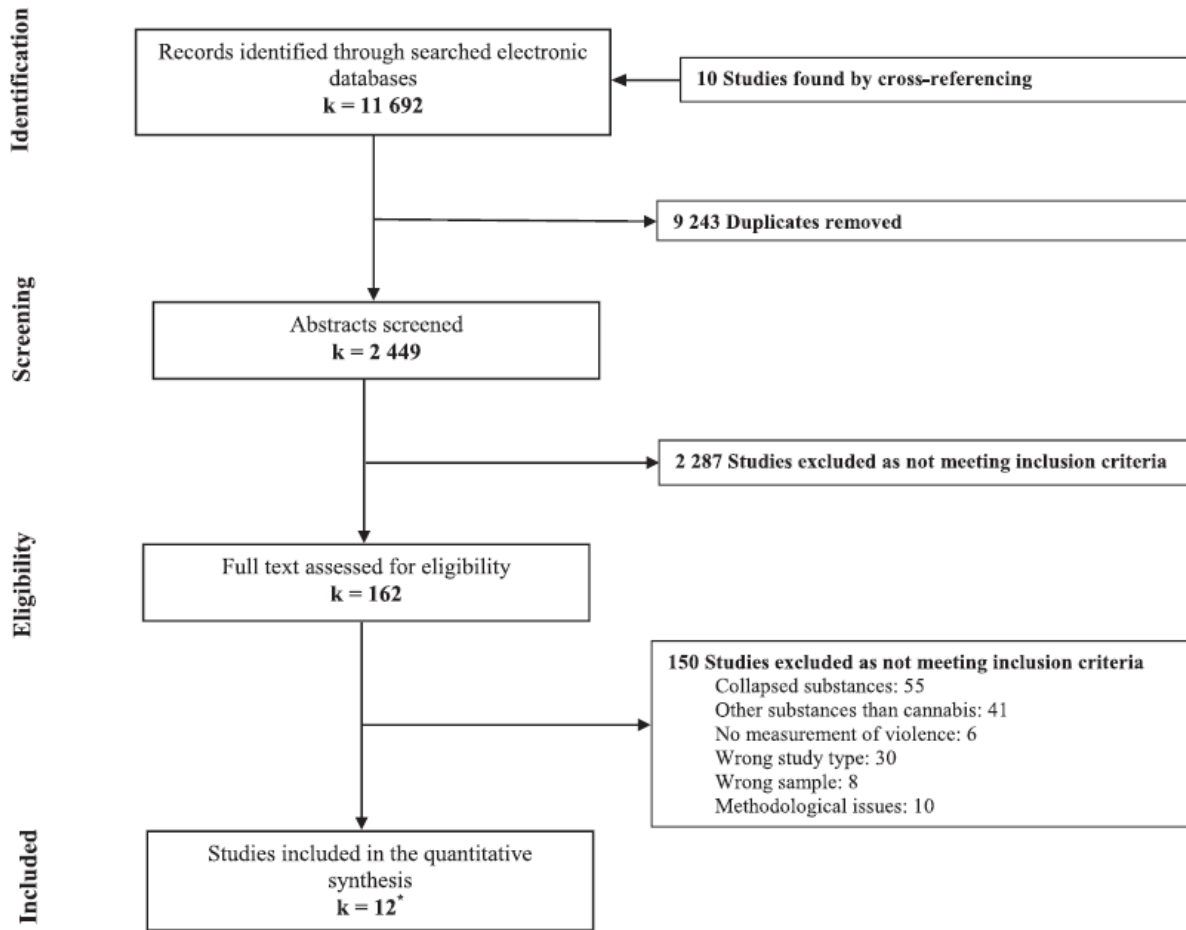 Identification
Records identified through searched electronic
databases
k = 11 692
10 Studies found by cross-referencing
9 243 Duplicates removed
Screening
Abstracts screened
k = 2 449
2 287 Studies excluded as not meeting inclusion criteria
Eligibility
Full text assessed for eligibility
k = 162
150 Studies excluded as not meeting inclusion criteria
Collapsed substances: 55
Other substances than cannabis: 41
No measurement of violence: 6
Wrong study type: 30
Wrong sample: 8
Methodological issues: 10
Included
Studies included in the quantitative
synthesis
k = 12*